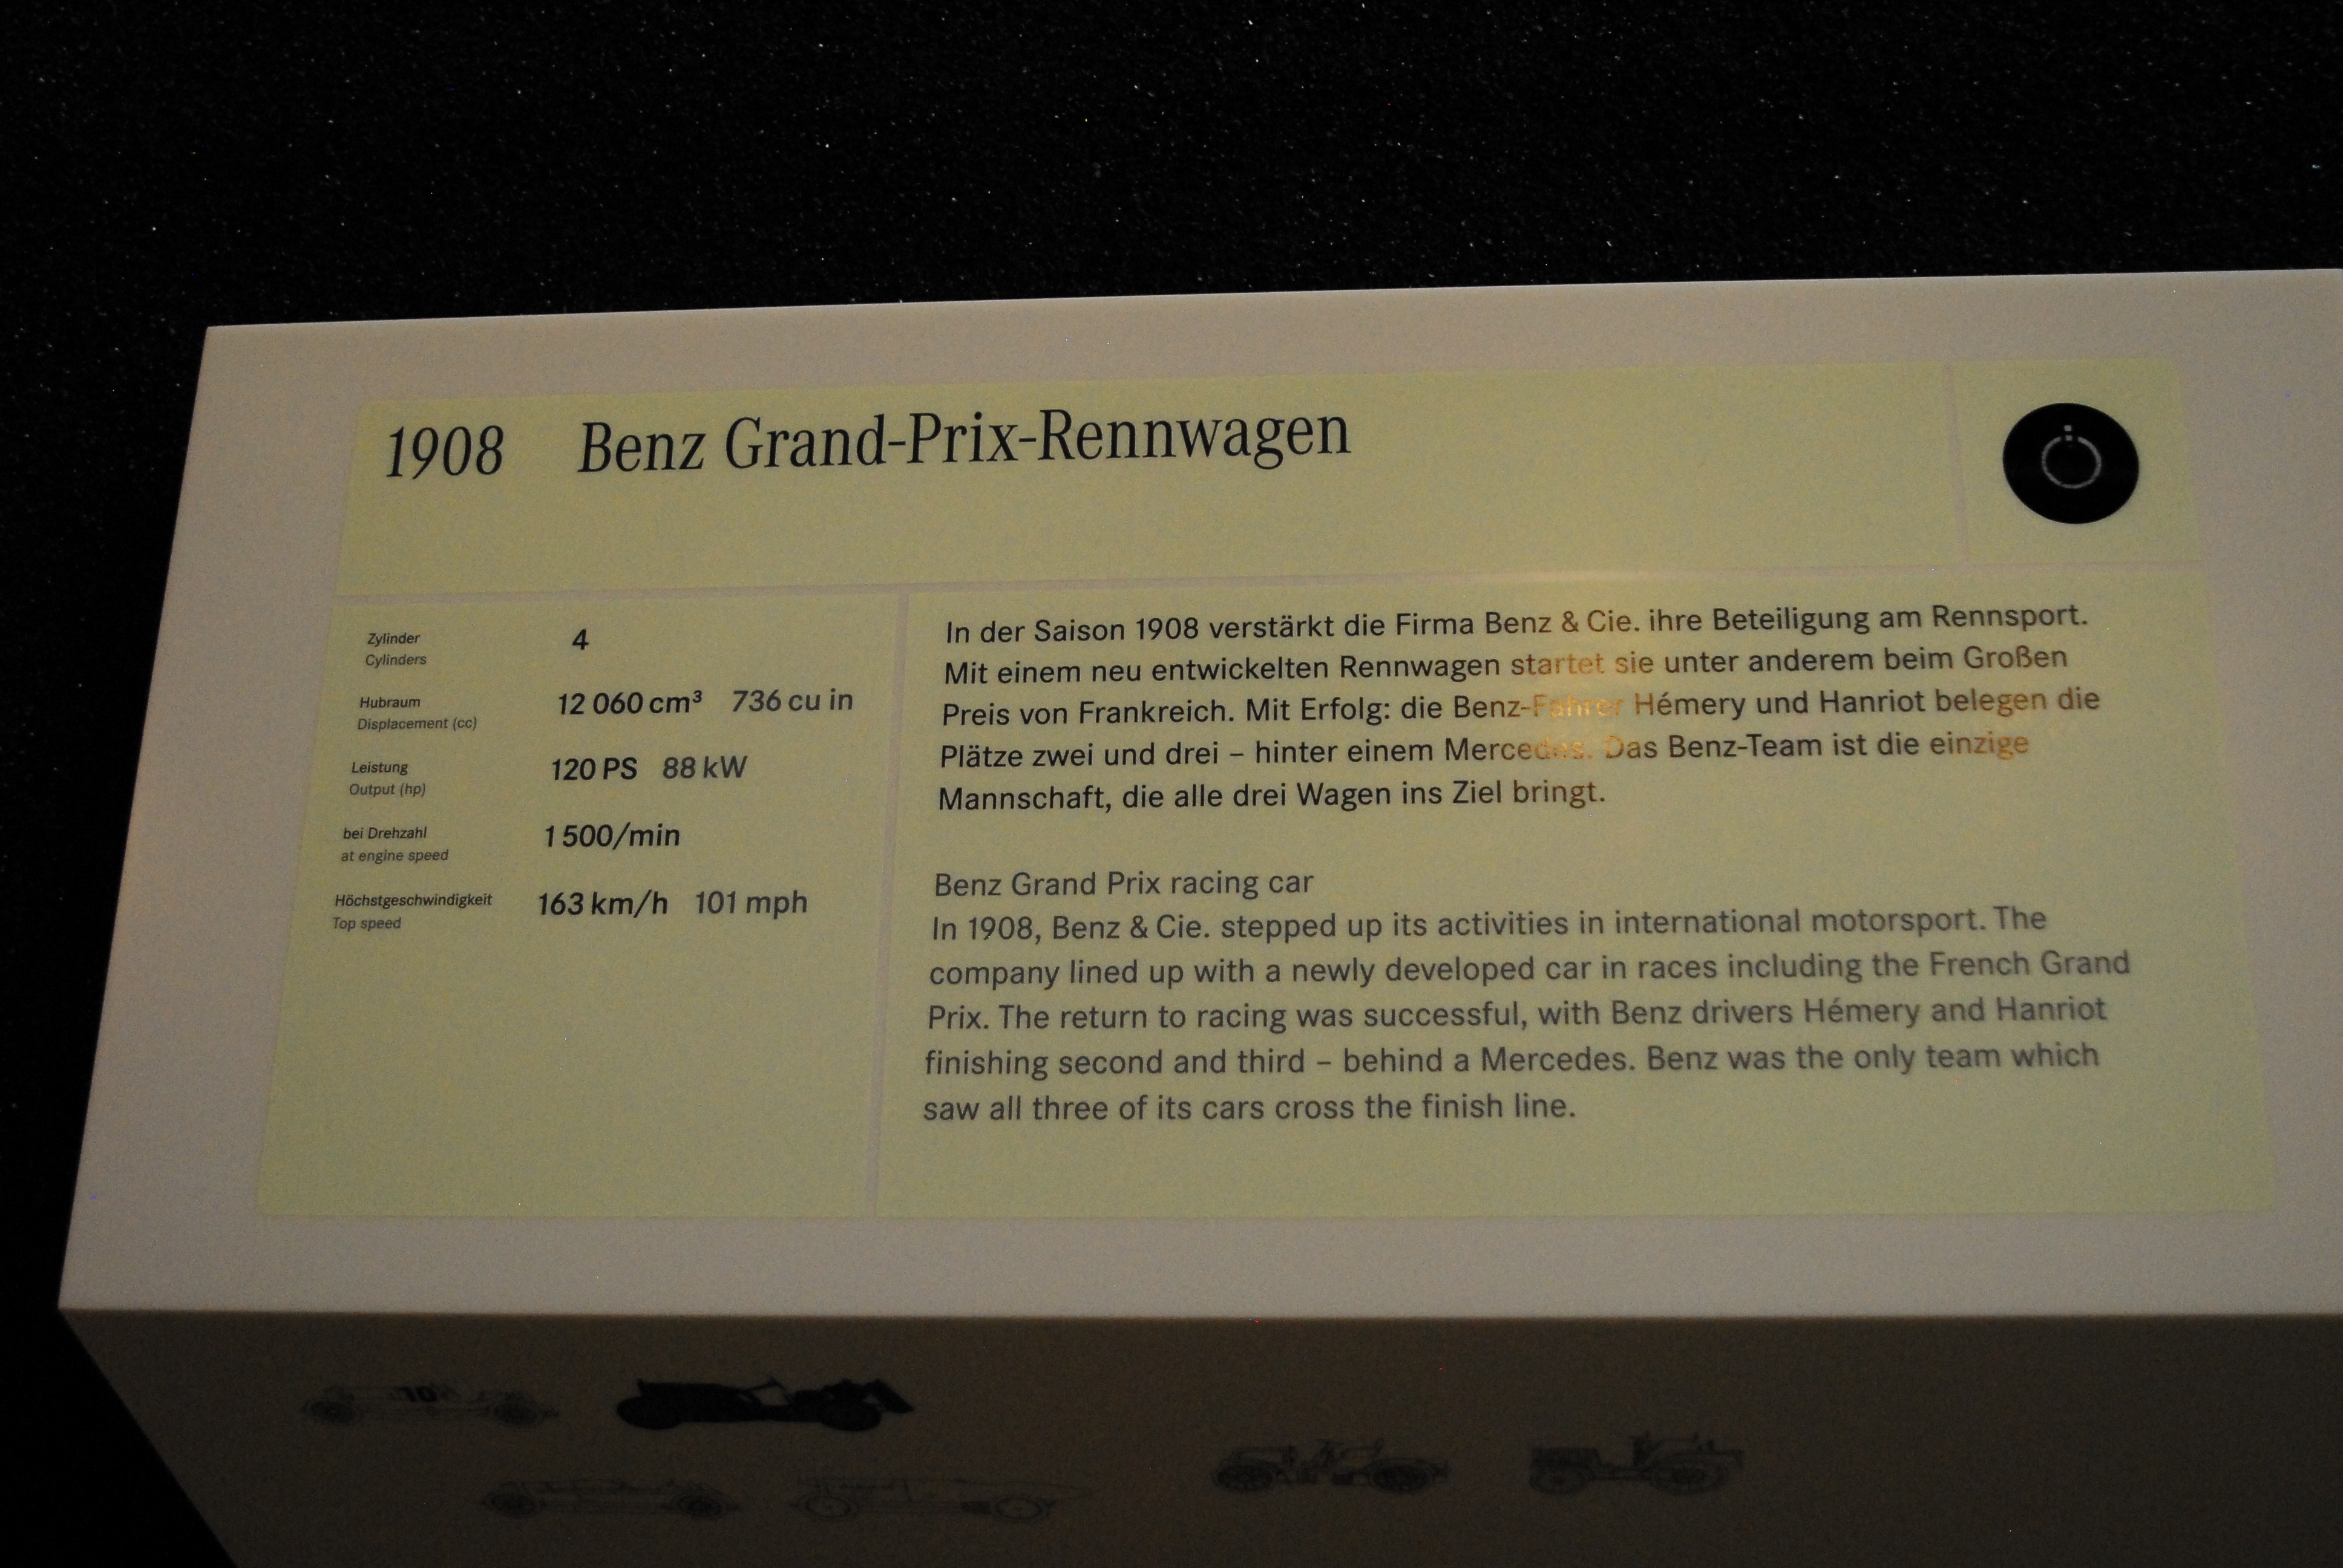 1908 Benz Grand-Prix-Rennwagen
Zylinder 4
Cylinders
Hubraum 12 060 cm³ 736 cu in
Displacement (cc)
Leistung 120 PS 88 kW
Output (hp)
bei Drehzahl 1 500/min
at engine speed
Höchstgeschwindigkeit 163 km/h 101 mph
Top speed
In der Saison 1908 verstärkt die Firma Benz & Cie. ihre Beteiligung am Rennsport.
Mit einem neu entwickelten Rennwagen startet sie unter anderem beim Großen
Preis von Frankreich. Mit Erfolg: die Benz-Fahrer Hémery und Hanriot belegen die
Plätze zwei und drei – hinter einem Mercedes. Das Benz-Team ist die einzige
Mannschaft, die alle drei Wagen ins Ziel bringt.
Benz Grand Prix racing car
In 1908, Benz & Cie. stepped up its activities in international motorsport. The
company lined up with a newly developed car in races including the French Grand
Prix. The return to racing was successful, with Benz drivers Hémery and Hanriot
finishing second and third – behind a Mercedes. Benz was the only team which
saw all three of its cars cross the finish line.